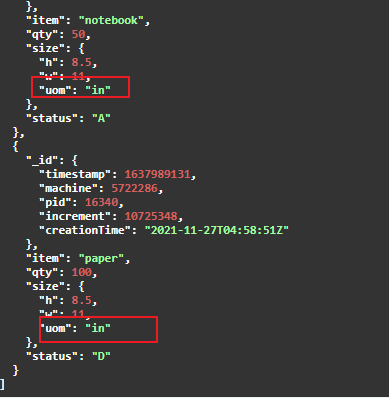 },
"item": "notebook",
"qty": 50,
"size": {
"h": 8.5,
"w": 11,
"uom": "in"
},
"status": "A"
},
{
"_id": {
"timestamp": 1637989131,
"machine": 5722286,
"pid": 16340,
"increment": 10725348,
"creationTime": "2021-11-27T04:58:51Z"
},
"item": "paper",
"qty": 100,
"size": {
"h": 8.5,
"w": 11,
"uom": "in"
},
"status": "D"
}
]